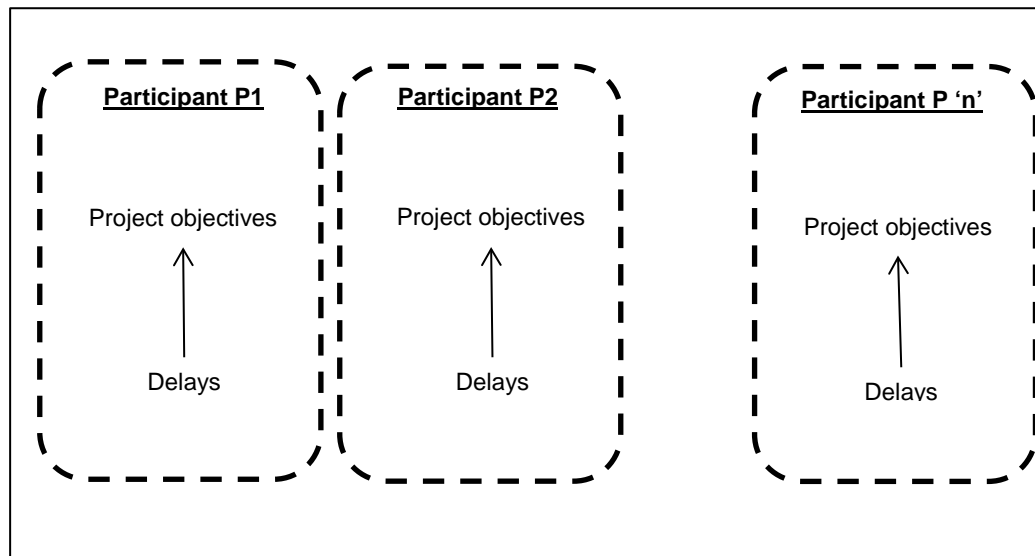 Participant P1
Project objectives
Delays
Participant P2
Project objectives
Delays
Participant P ‘n’
Project objectives
Delays